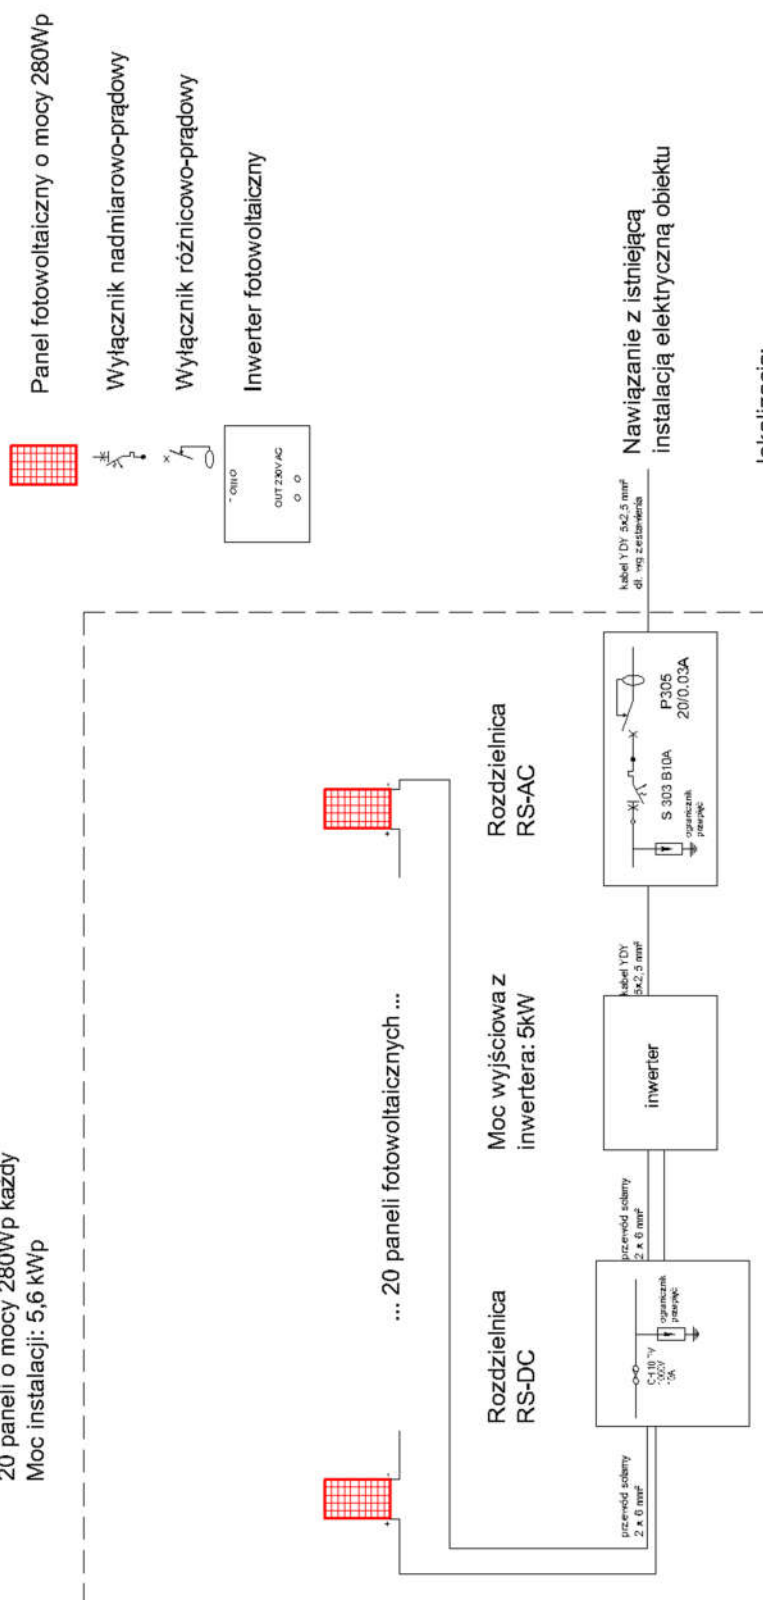 20 paneli o mocy 280Wp każdy
Moc instalacji: 5,6 kWp
Panel fotowoltaiczny o mocy 280Wp
Wyłącznik nadmiarowo-prądowy
Wyłącznik różnicowo-prądowy
Inwerter fotowoltaiczny
OUT 230V AC
... 20 paneli fotowoltaicznych ...
+
-
+
-
Rozdzielnica
RS-DC
Moc wyjściowa z
inwertera: 5kW
Rozdzielnica
RS-AC
Nawiązanie z istniejącą
instalacją elektryczną obiektu
przewód solarny
2 x 6 mm²
ogranicznik
przepięć
przewód solarny
2 x 6 mm²
inwerter
kabel YDY
5x2,5 mm²
ogranicznik
przepięć
S 303 B10A
P305
20/0.03A
kabel YDY 5x2,5 mm²
dł. wg zestawienia